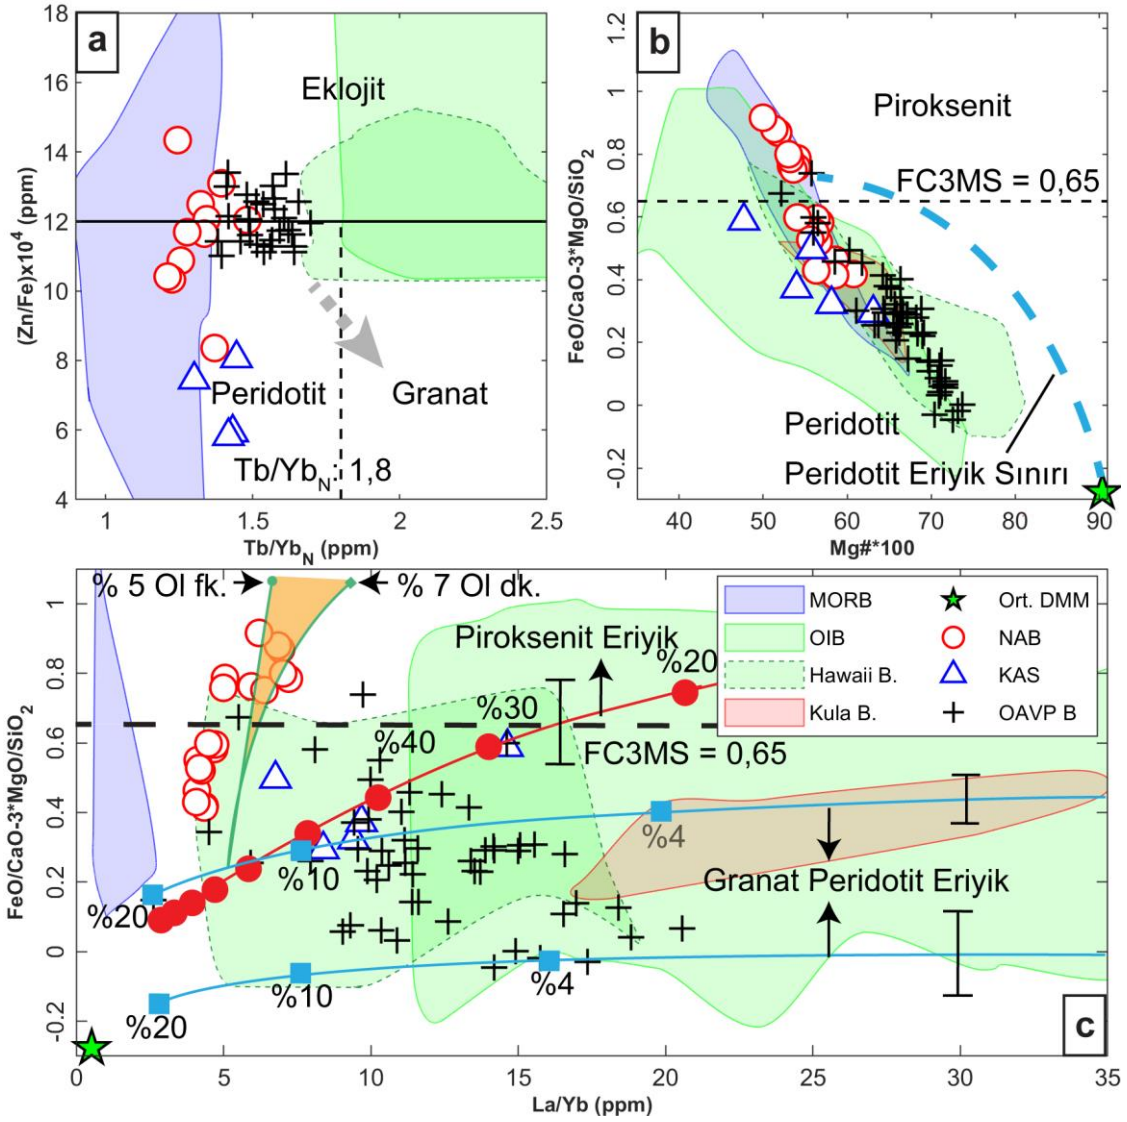 a
18
16
14
12
10
8
6
4
(Zn/Fe)x10⁴ (ppm)
Eklojit
Peridotit
Granat
Tb/Yb_N: 1,8
1
1.5
2
2.5
Tb/Yb_N (ppm)
b
1.2
1
0.8
0.6
0.4
0.2
0
-0.2
FeO/CaO-3*MgO/SiO₂
Piroksenit
FC3MS = 0,65
Peridotit
Peridotit Eriyik Sınırı
40
50
60
70
80
90
Mg#*100
% 5 Ol fk.
% 7 Ol dk.
1
0.8
0.6
0.4
0.2
0
-0.2
FeO/CaO-3*MgO/SiO₂
Piroksenit Eriyik
%20
%30
%40
FC3MS = 0,65
MORB
OIB
Hawaii B.
Kula B.
Ort. DMM
NAB
KAS
OAVP B
%4
%10
%20
Granat Peridotit Eriyik
%4
%10
%20
c
0
5
10
15
20
25
30
35
La/Yb (ppm)